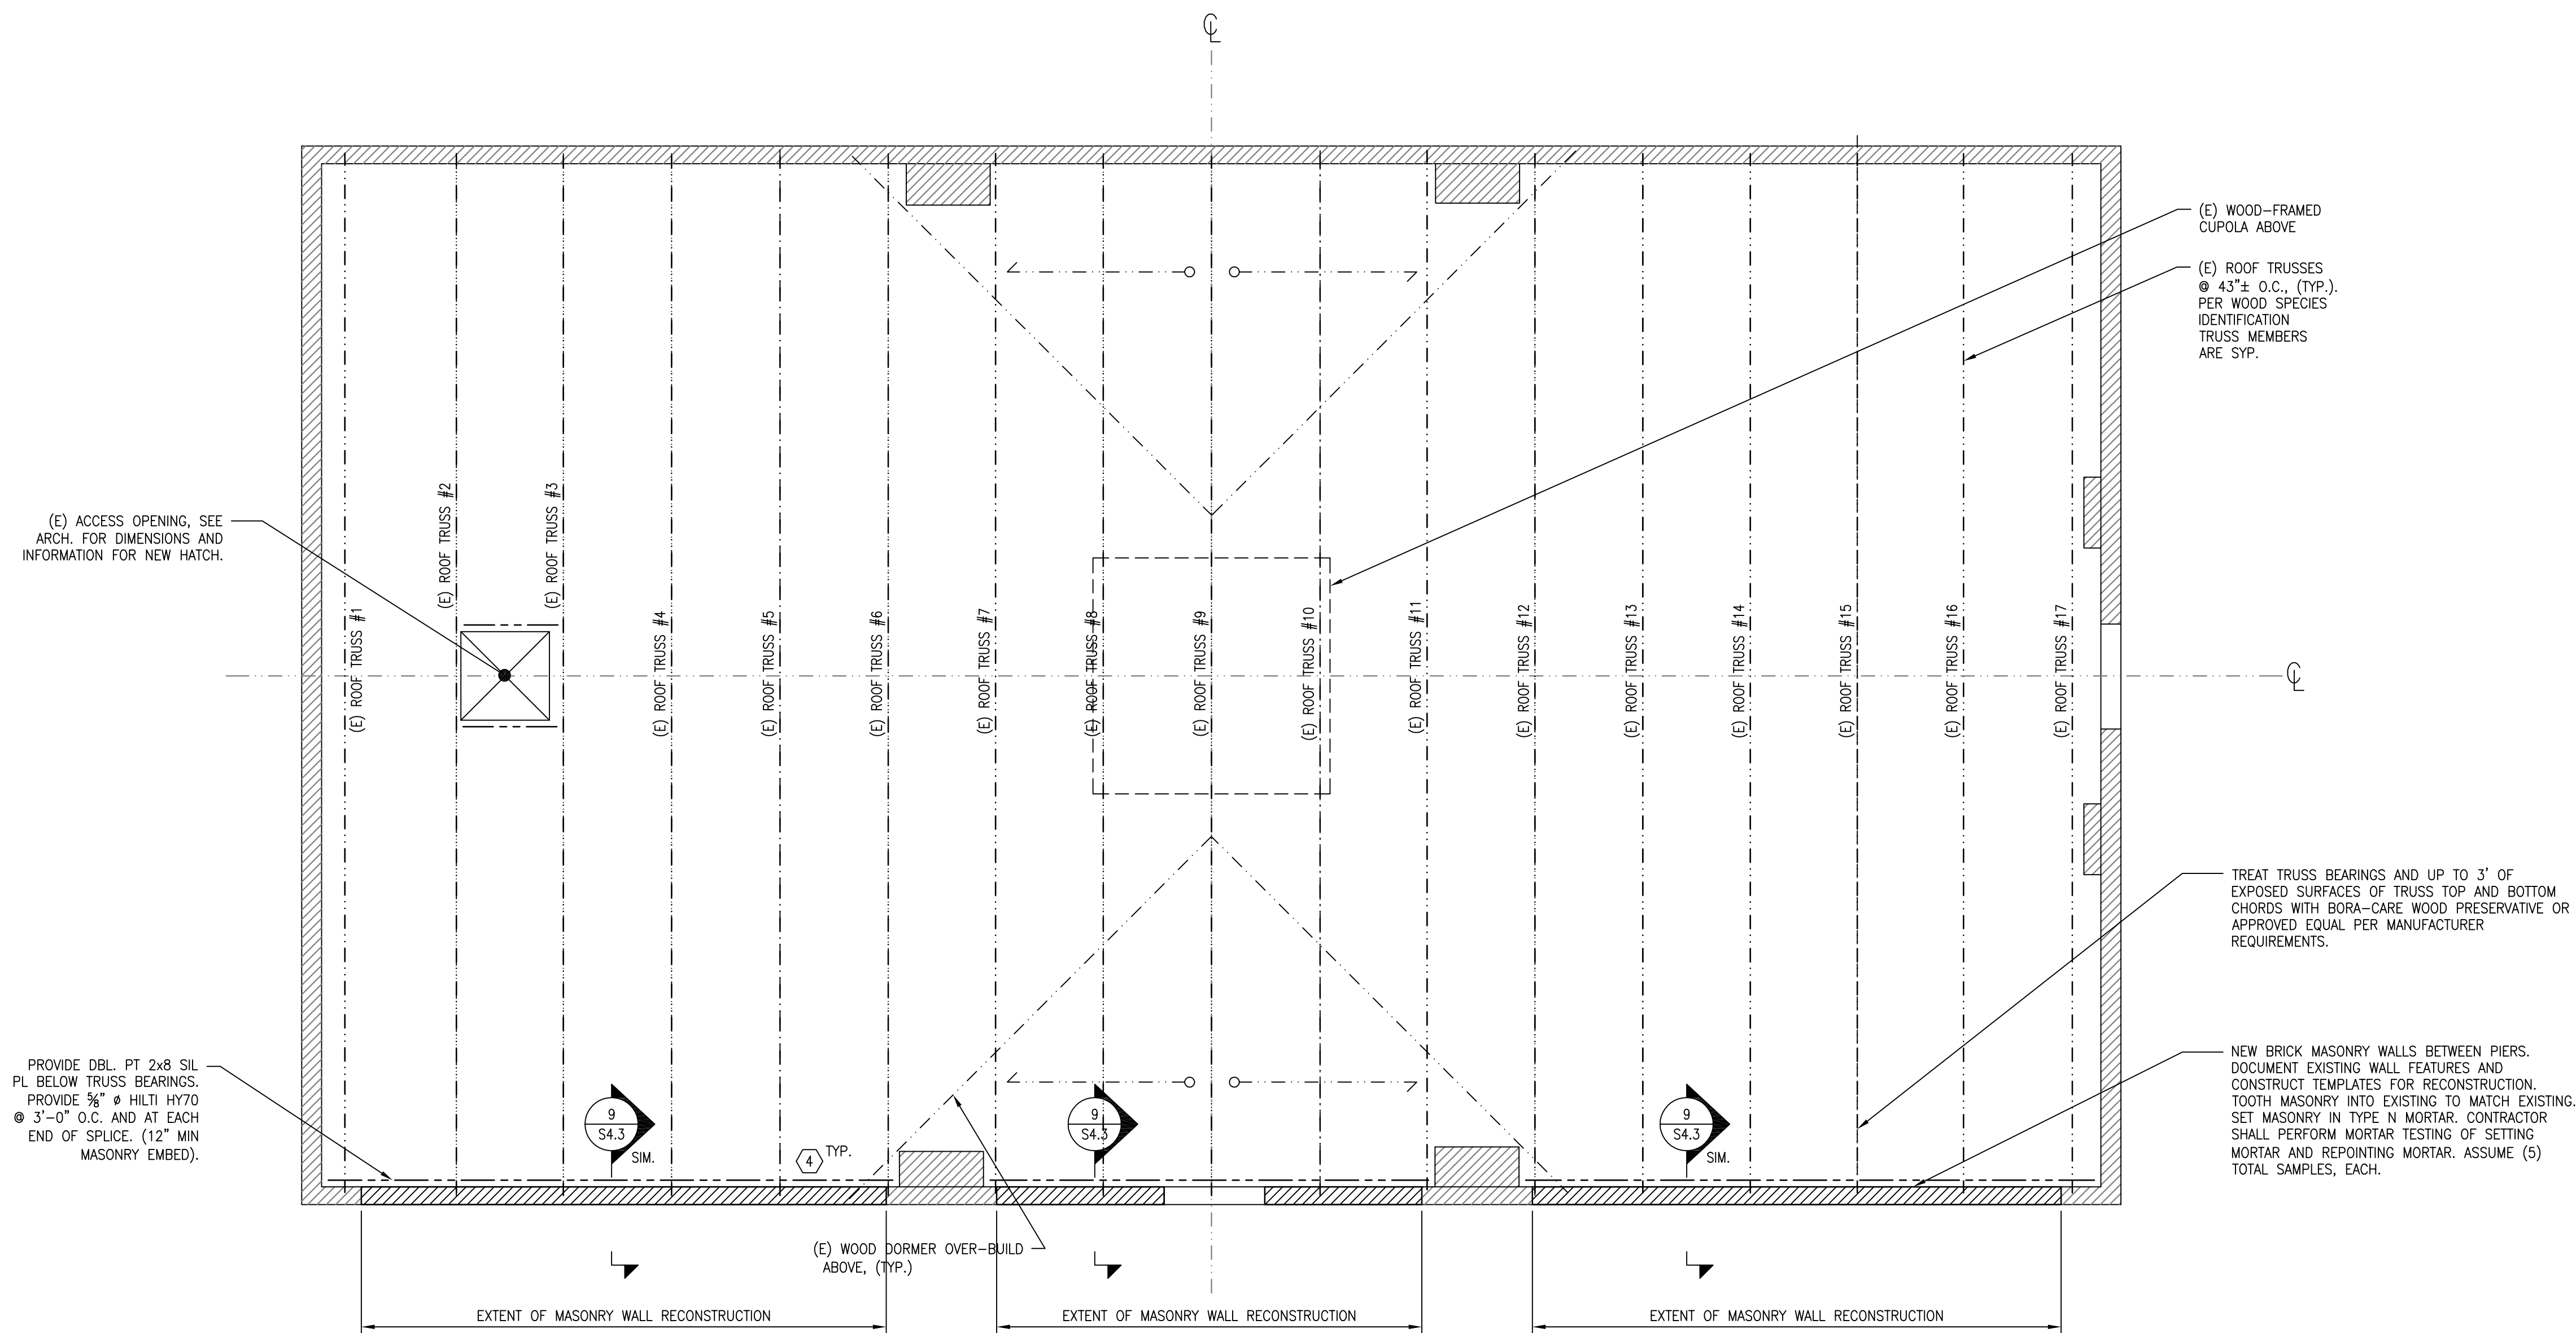 ℄
(E) WOOD-FRAMED
CUPOLA ABOVE
(E) ROOF TRUSSES
@ 43"± O.C., (TYP.).
PER WOOD SPECIES
IDENTIFICATION
TRUSS MEMBERS
ARE SYP.
(E) ACCESS OPENING, SEE
ARCH. FOR DIMENSIONS AND
INFORMATION FOR NEW HATCH.
(E) ROOF TRUSS #1
(E) ROOF TRUSS #2
(E) ROOF TRUSS #3
(E) ROOF TRUSS #4
(E) ROOF TRUSS #5
(E) ROOF TRUSS #6
(E) ROOF TRUSS #7
(E) ROOF TRUSS #8
(E) ROOF TRUSS #9
(E) ROOF TRUSS #10
(E) ROOF TRUSS #11
(E) ROOF TRUSS #12
(E) ROOF TRUSS #13
(E) ROOF TRUSS #14
(E) ROOF TRUSS #15
(E) ROOF TRUSS #16
(E) ROOF TRUSS #17
℄
TREAT TRUSS BEARINGS AND UP TO 3' OF
EXPOSED SURFACES OF TRUSS TOP AND BOTTOM
CHORDS WITH BORA-CARE WOOD PRESERVATIVE OR
APPROVED EQUAL PER MANUFACTURER
REQUIREMENTS.
PROVIDE DBL. PT 2x8 SIL
PL BELOW TRUSS BEARINGS.
PROVIDE ⅝" ø HILTI HY70
@ 3'-0" O.C. AND AT EACH
END OF SPLICE. (12" MIN
MASONRY EMBED).
9
S4.3
SIM.
4
TYP.
9
S4.3
9
S4.3
SIM.
NEW BRICK MASONRY WALLS BETWEEN PIERS.
DOCUMENT EXISTING WALL FEATURES AND
CONSTRUCT TEMPLATES FOR RECONSTRUCTION.
TOOTH MASONRY INTO EXISTING TO MATCH EXISTING.
SET MASONRY IN TYPE N MORTAR. CONTRACTOR
SHALL PERFORM MORTAR TESTING OF SETTING
MORTAR AND REPOINTING MORTAR. ASSUME (5)
TOTAL SAMPLES, EACH.
(E) WOOD DORMER OVER-BUILD
ABOVE, (TYP.)
EXTENT OF MASONRY WALL RECONSTRUCTION
EXTENT OF MASONRY WALL RECONSTRUCTION
EXTENT OF MASONRY WALL RECONSTRUCTION